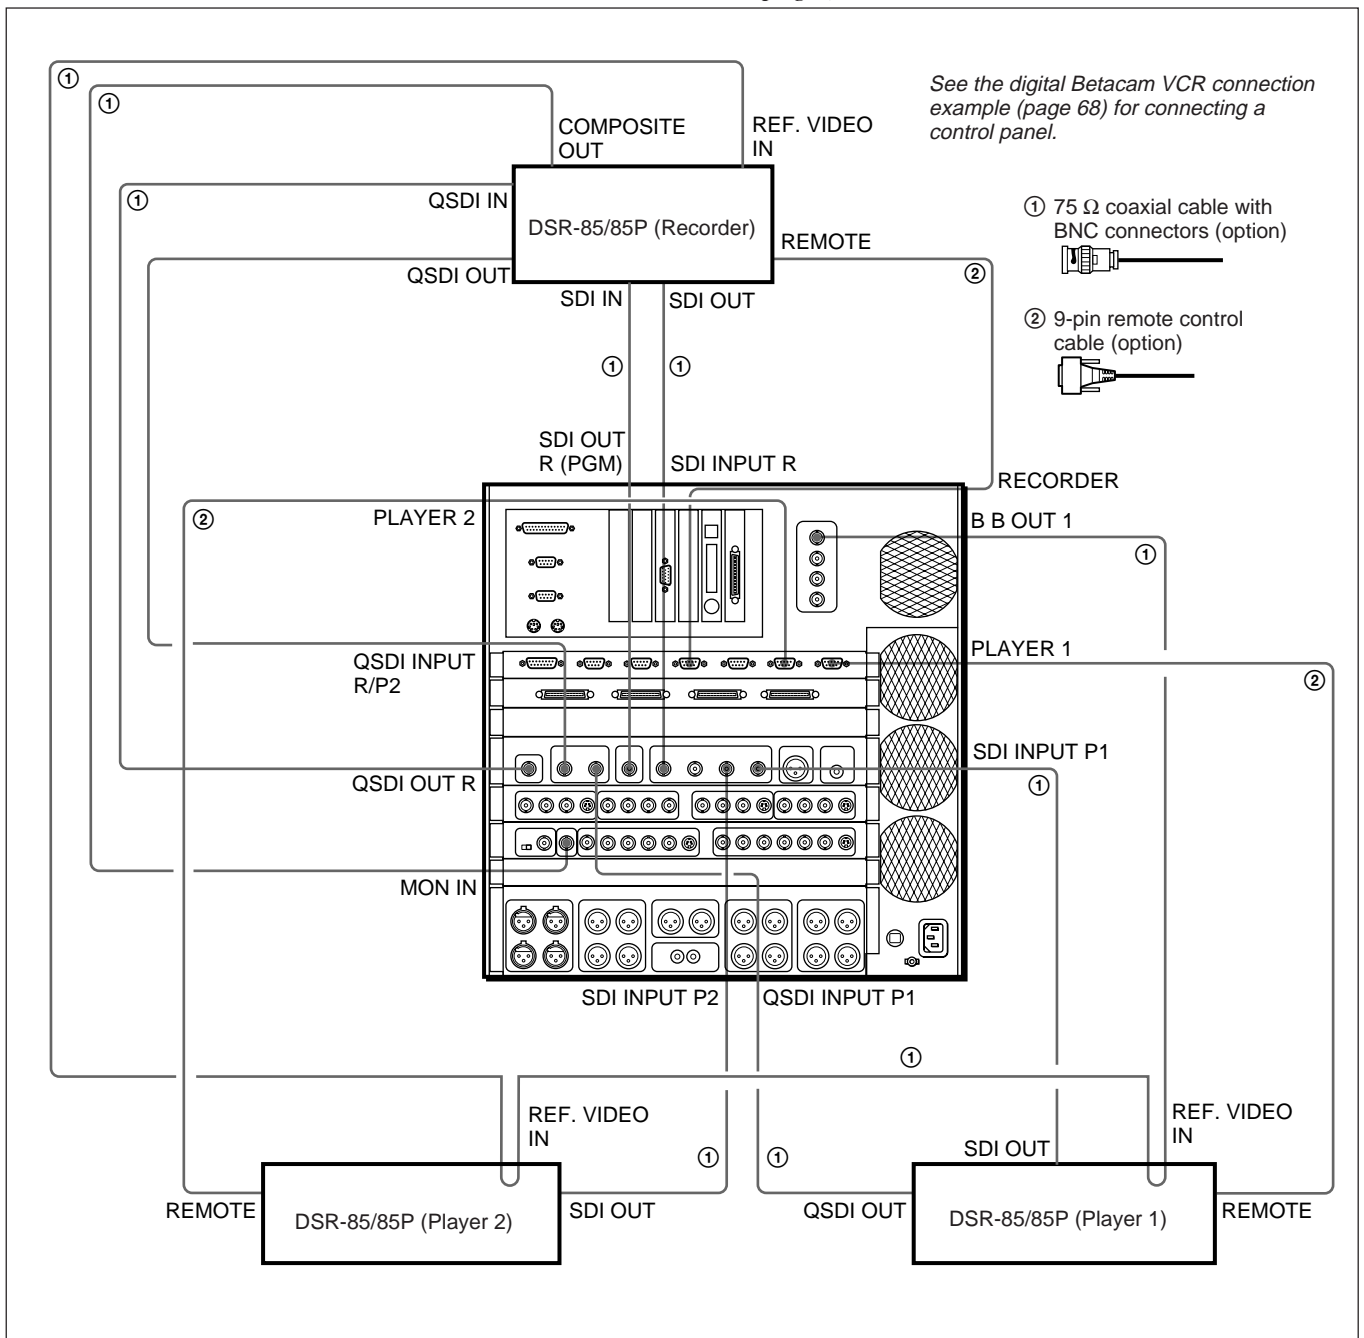 ①
①
COMPOSITE
OUT
REF. VIDEO
IN
See the digital Betacam VCR connection
example (page 68) for connecting a
control panel.
①
QSDI IN
DSR-85/85P (Recorder)
REMOTE
QSDI OUT
②
SDI IN
SDI OUT
① 75 Ω coaxial cable with
BNC connectors (option)
② 9-pin remote control
cable (option)
①
①
SDI OUT
R (PGM)
SDI INPUT R
RECORDER
②
PLAYER 2
B B OUT 1
①
QSDI INPUT
R/P2
PLAYER 1
②
SDI INPUT P1
①
QSDI OUT R
MON IN
SDI INPUT P2
QSDI INPUT P1
①
REF. VIDEO
IN
REF. VIDEO
IN
SDI OUT
①
①
REMOTE
DSR-85/85P (Player 2)
SDI OUT
QSDI OUT
DSR-85/85P (Player 1)
REMOTE